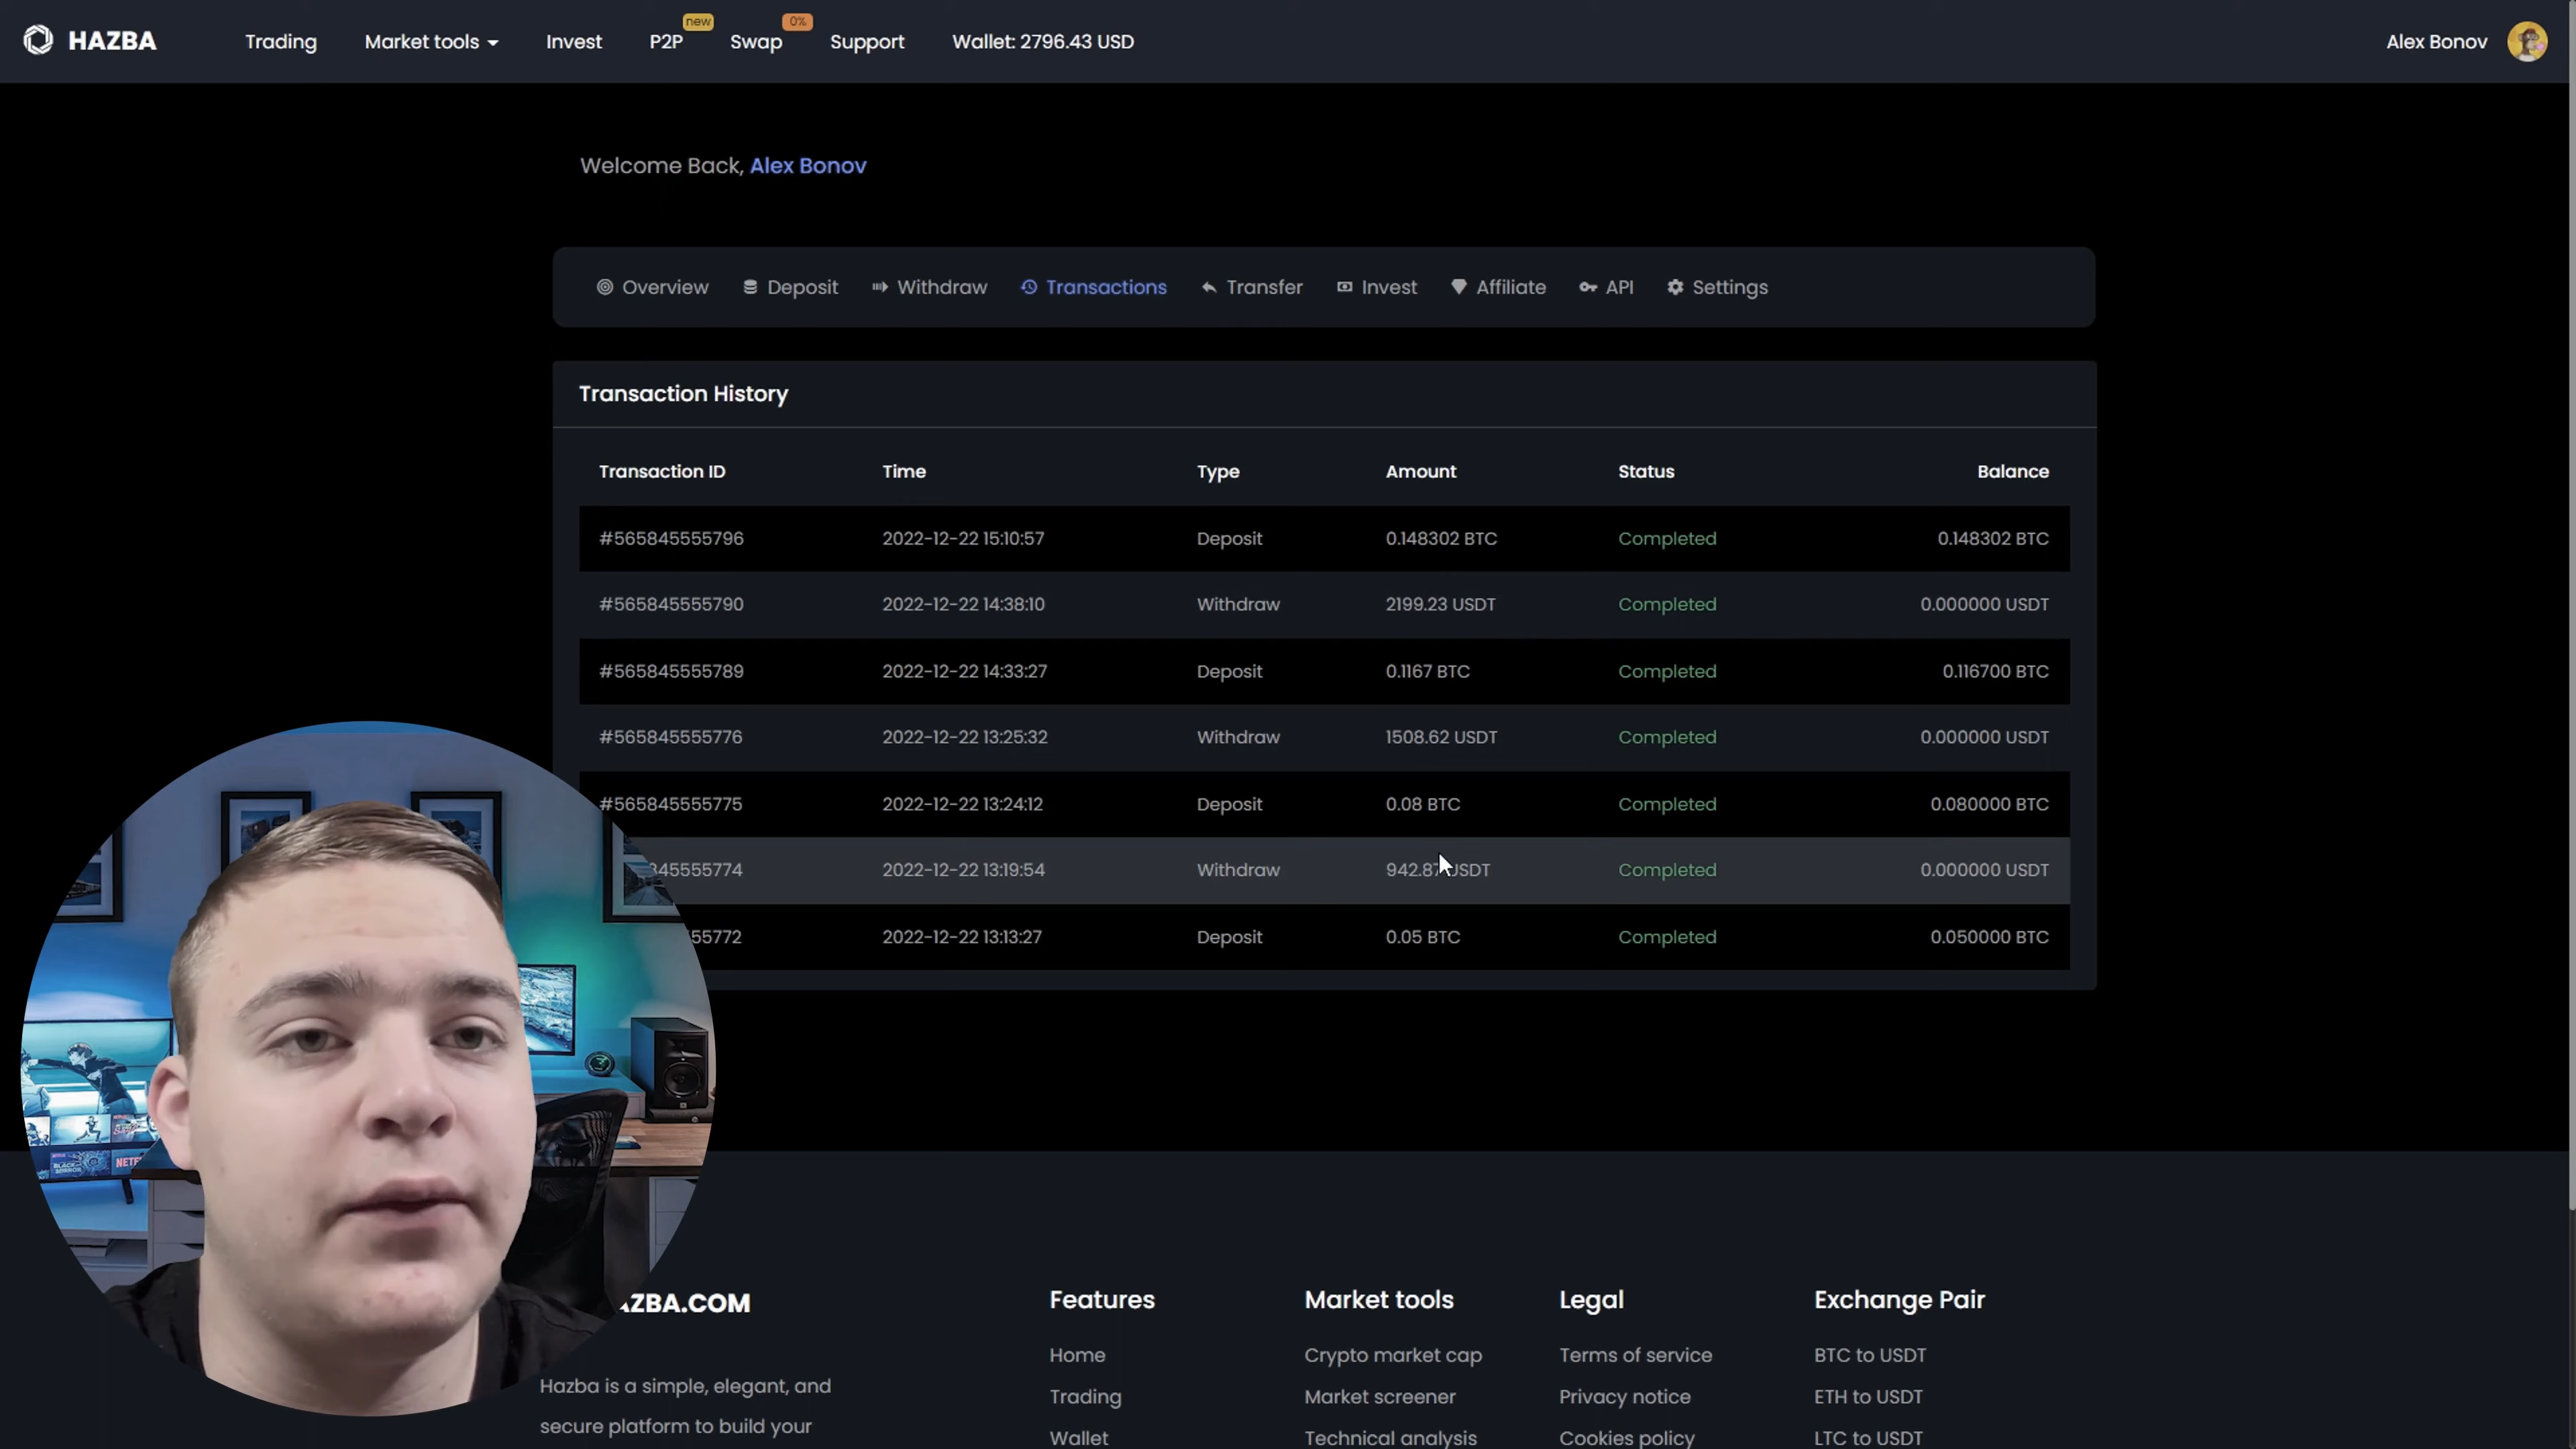 HAZBA
Trading
Market tools
Invest
P2P
new
Swap
0%
Support
Wallet: 2796.43 USD
Alex Bonov
Welcome Back, Alex Bonov
Overview
Deposit
Withdraw
Transactions
Transfer
Invest
Affiliate
API
Settings
Transaction History
Transaction ID Time Type Amount Status Balance
#565845555796 2022-12-22 15:10:57 Deposit 0.148302 BTC Completed 0.148302 BTC
#565845555790 2022-12-22 14:38:10 Withdraw 2199.23 USDT Completed 0.000000 USDT
#565845555789 2022-12-22 14:33:27 Deposit 0.1167 BTC Completed 0.116700 BTC
#565845555776 2022-12-22 13:25:32 Withdraw 1508.62 USDT Completed 0.000000 USDT
#565845555775 2022-12-22 13:24:12 Deposit 0.08 BTC Completed 0.080000 BTC
45555774 2022-12-22 13:19:54 Withdraw 942.87 USDT Completed 0.000000 USDT
55772 2022-12-22 13:13:27 Deposit 0.05 BTC Completed 0.050000 BTC
AZBA.COM
Hazba is a simple, elegant, and
secure platform to build your
Features
Home
Trading
Wallet
Market tools
Crypto market cap
Market screener
Technical analysis
Legal
Terms of service
Privacy notice
Cookies policy
Exchange Pair
BTC to USDT
ETH to USDT
LTC to USDT